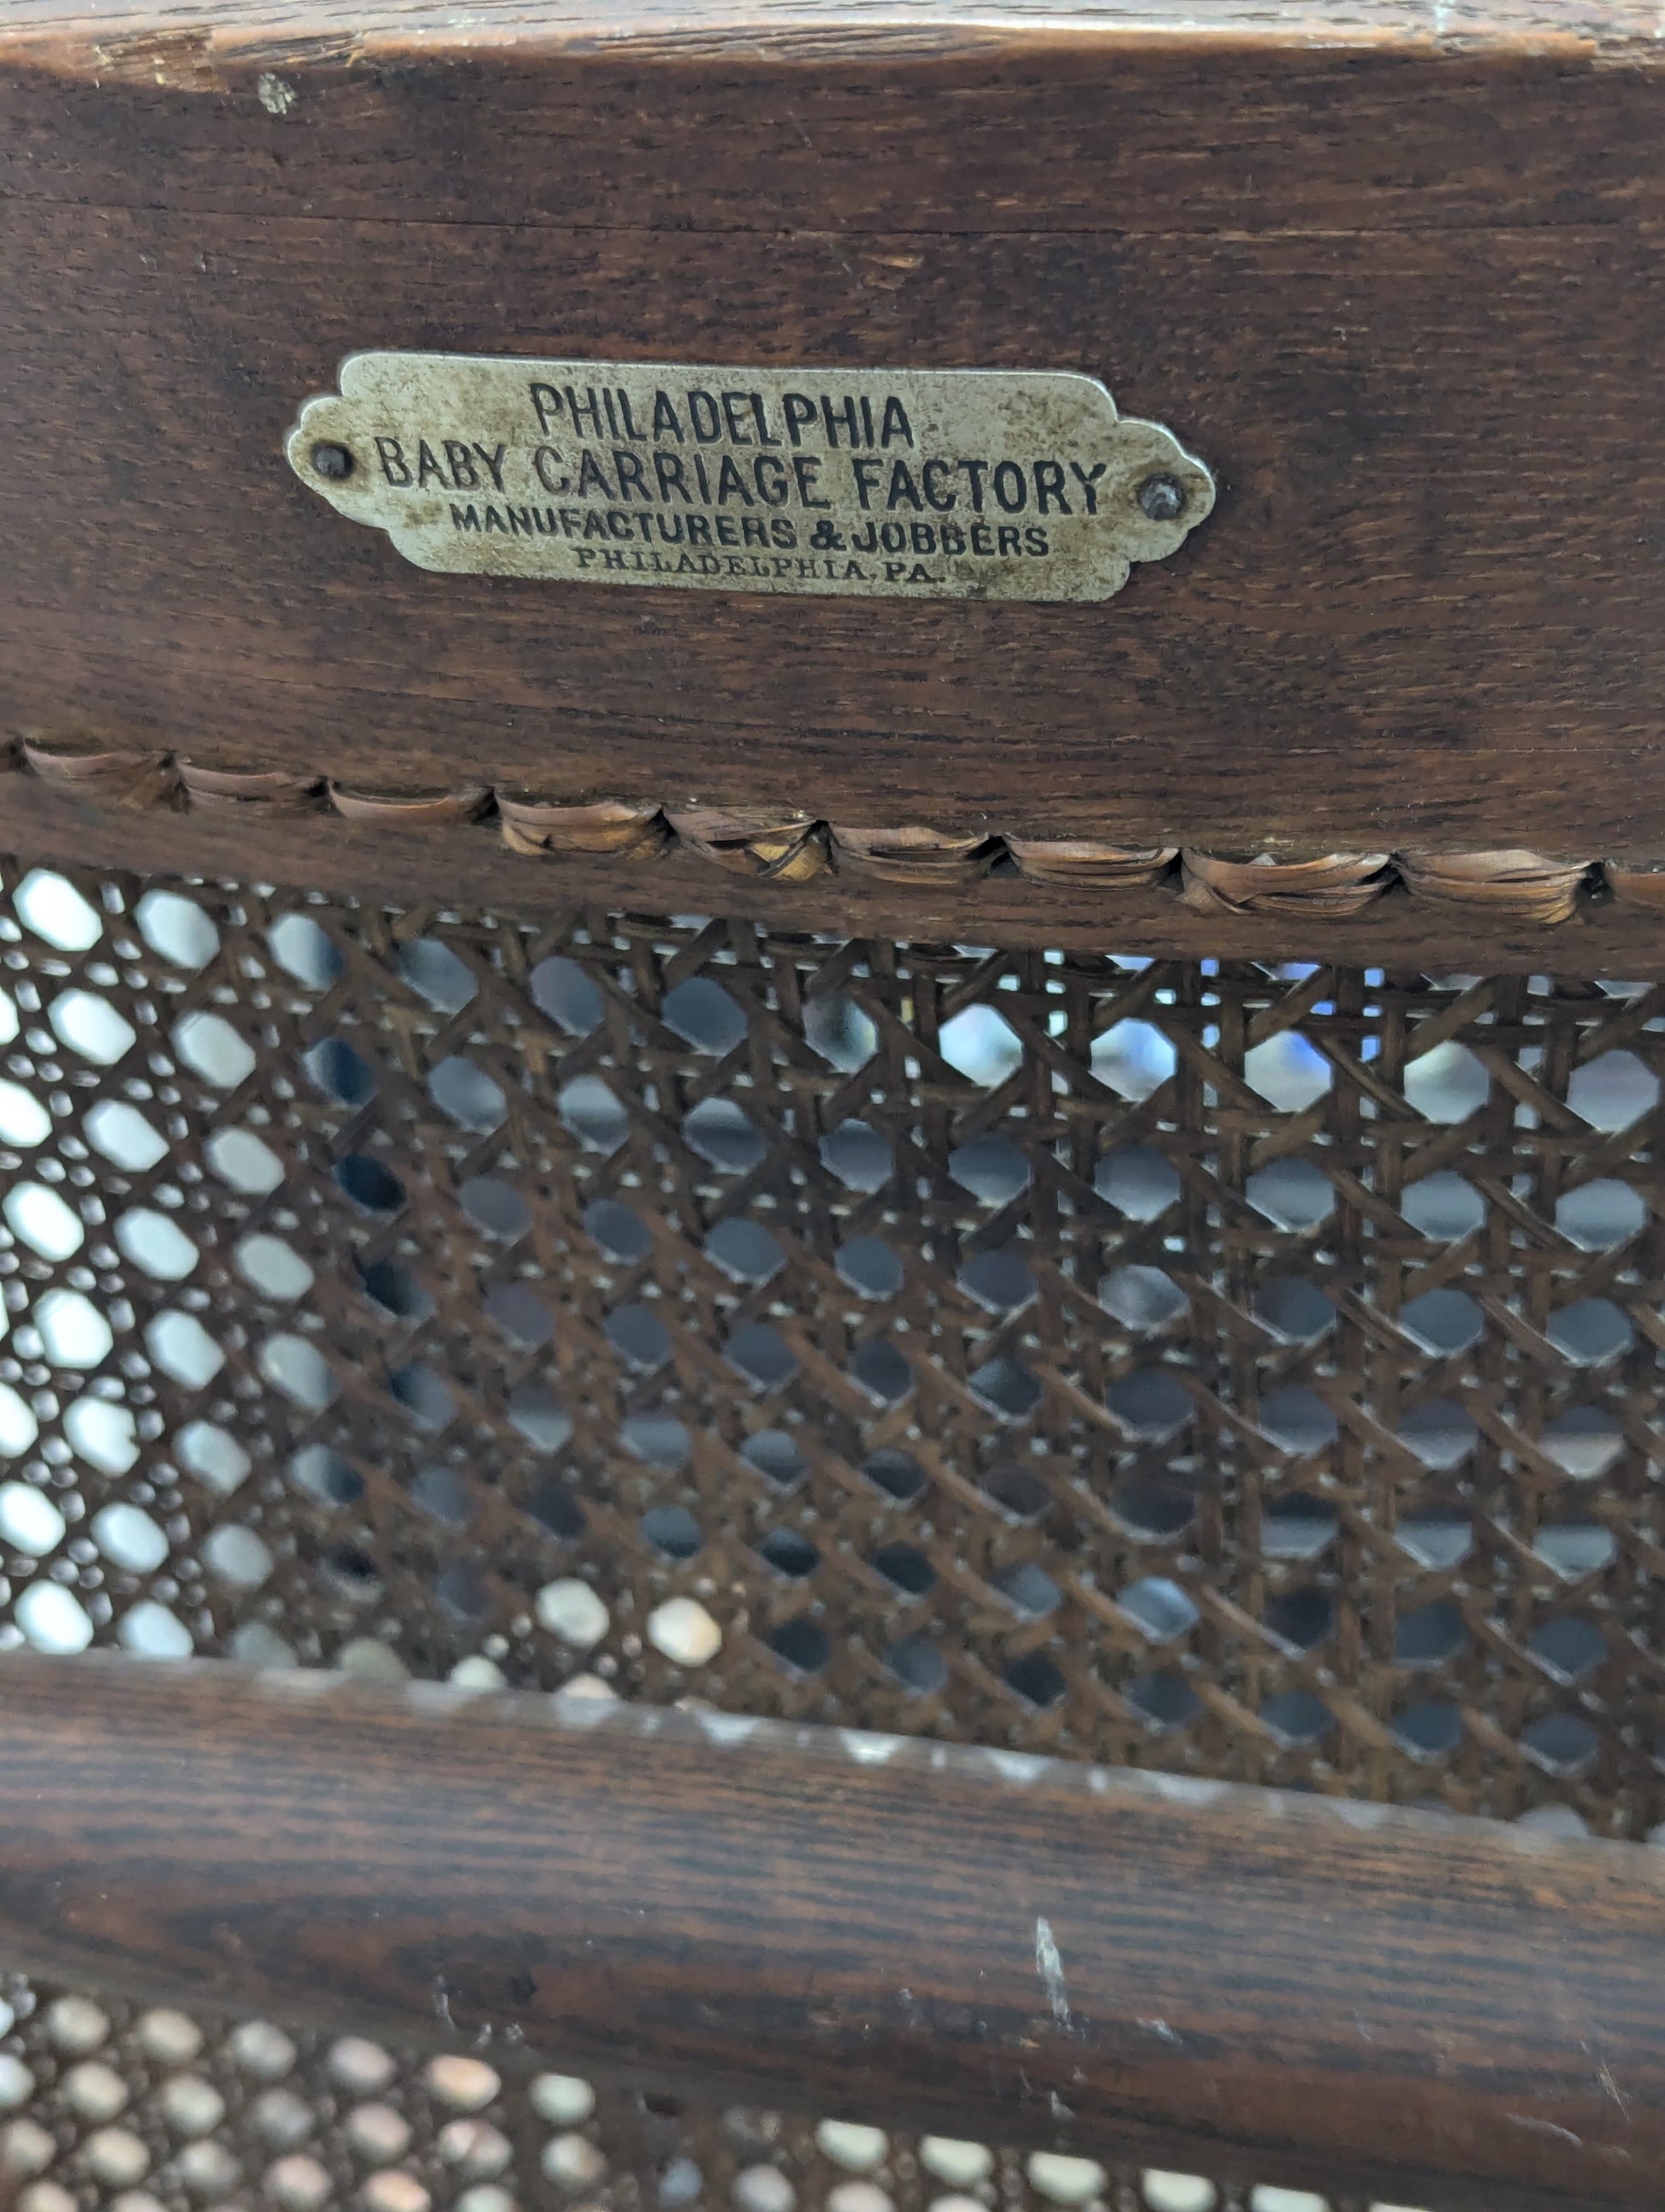 PHILADELPHIA
BABY CARRIAGE FACTORY
MANUFACTURERS & JOBBERS
PHILADELPHIA, PA.